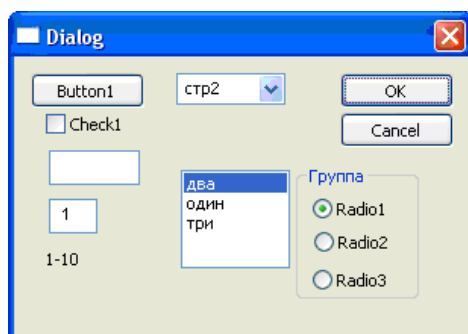 Dialog
Button1
стр2
OK
Check1
Cancel
два
один
три
Группа
Radio1
Radio2
Radio3
1
1-10